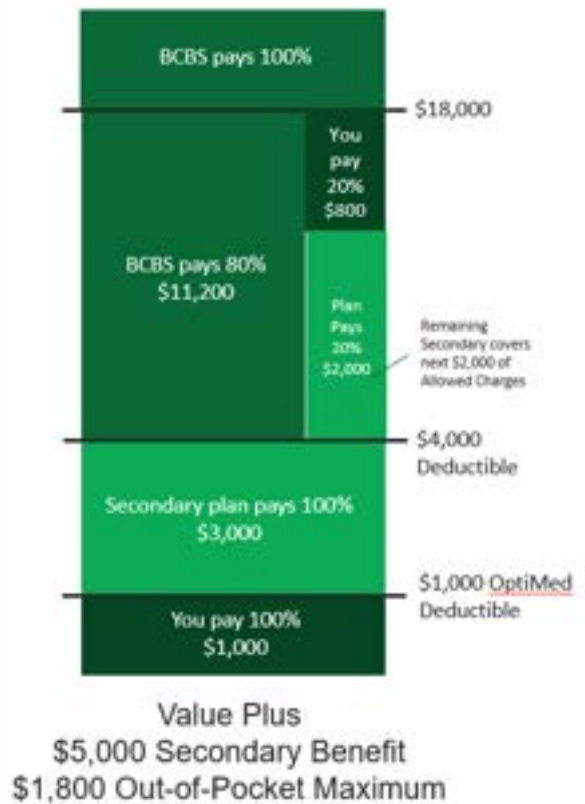 BCBS pays 100%
$18,000
You
pay
20%
$800
BCBS pays 80%
$11,200
Plan
Pays
20%
$2,000
Remaining
Secondary covers
next $2,000 of
Allowed Charges
$4,000
Deductible
Secondary plan pays 100%
$3,000
$1,000 OptiMed
Deductible
You pay 100%
$1,000
Value Plus
$5,000 Secondary Benefit
$1,800 Out-of-Pocket Maximum